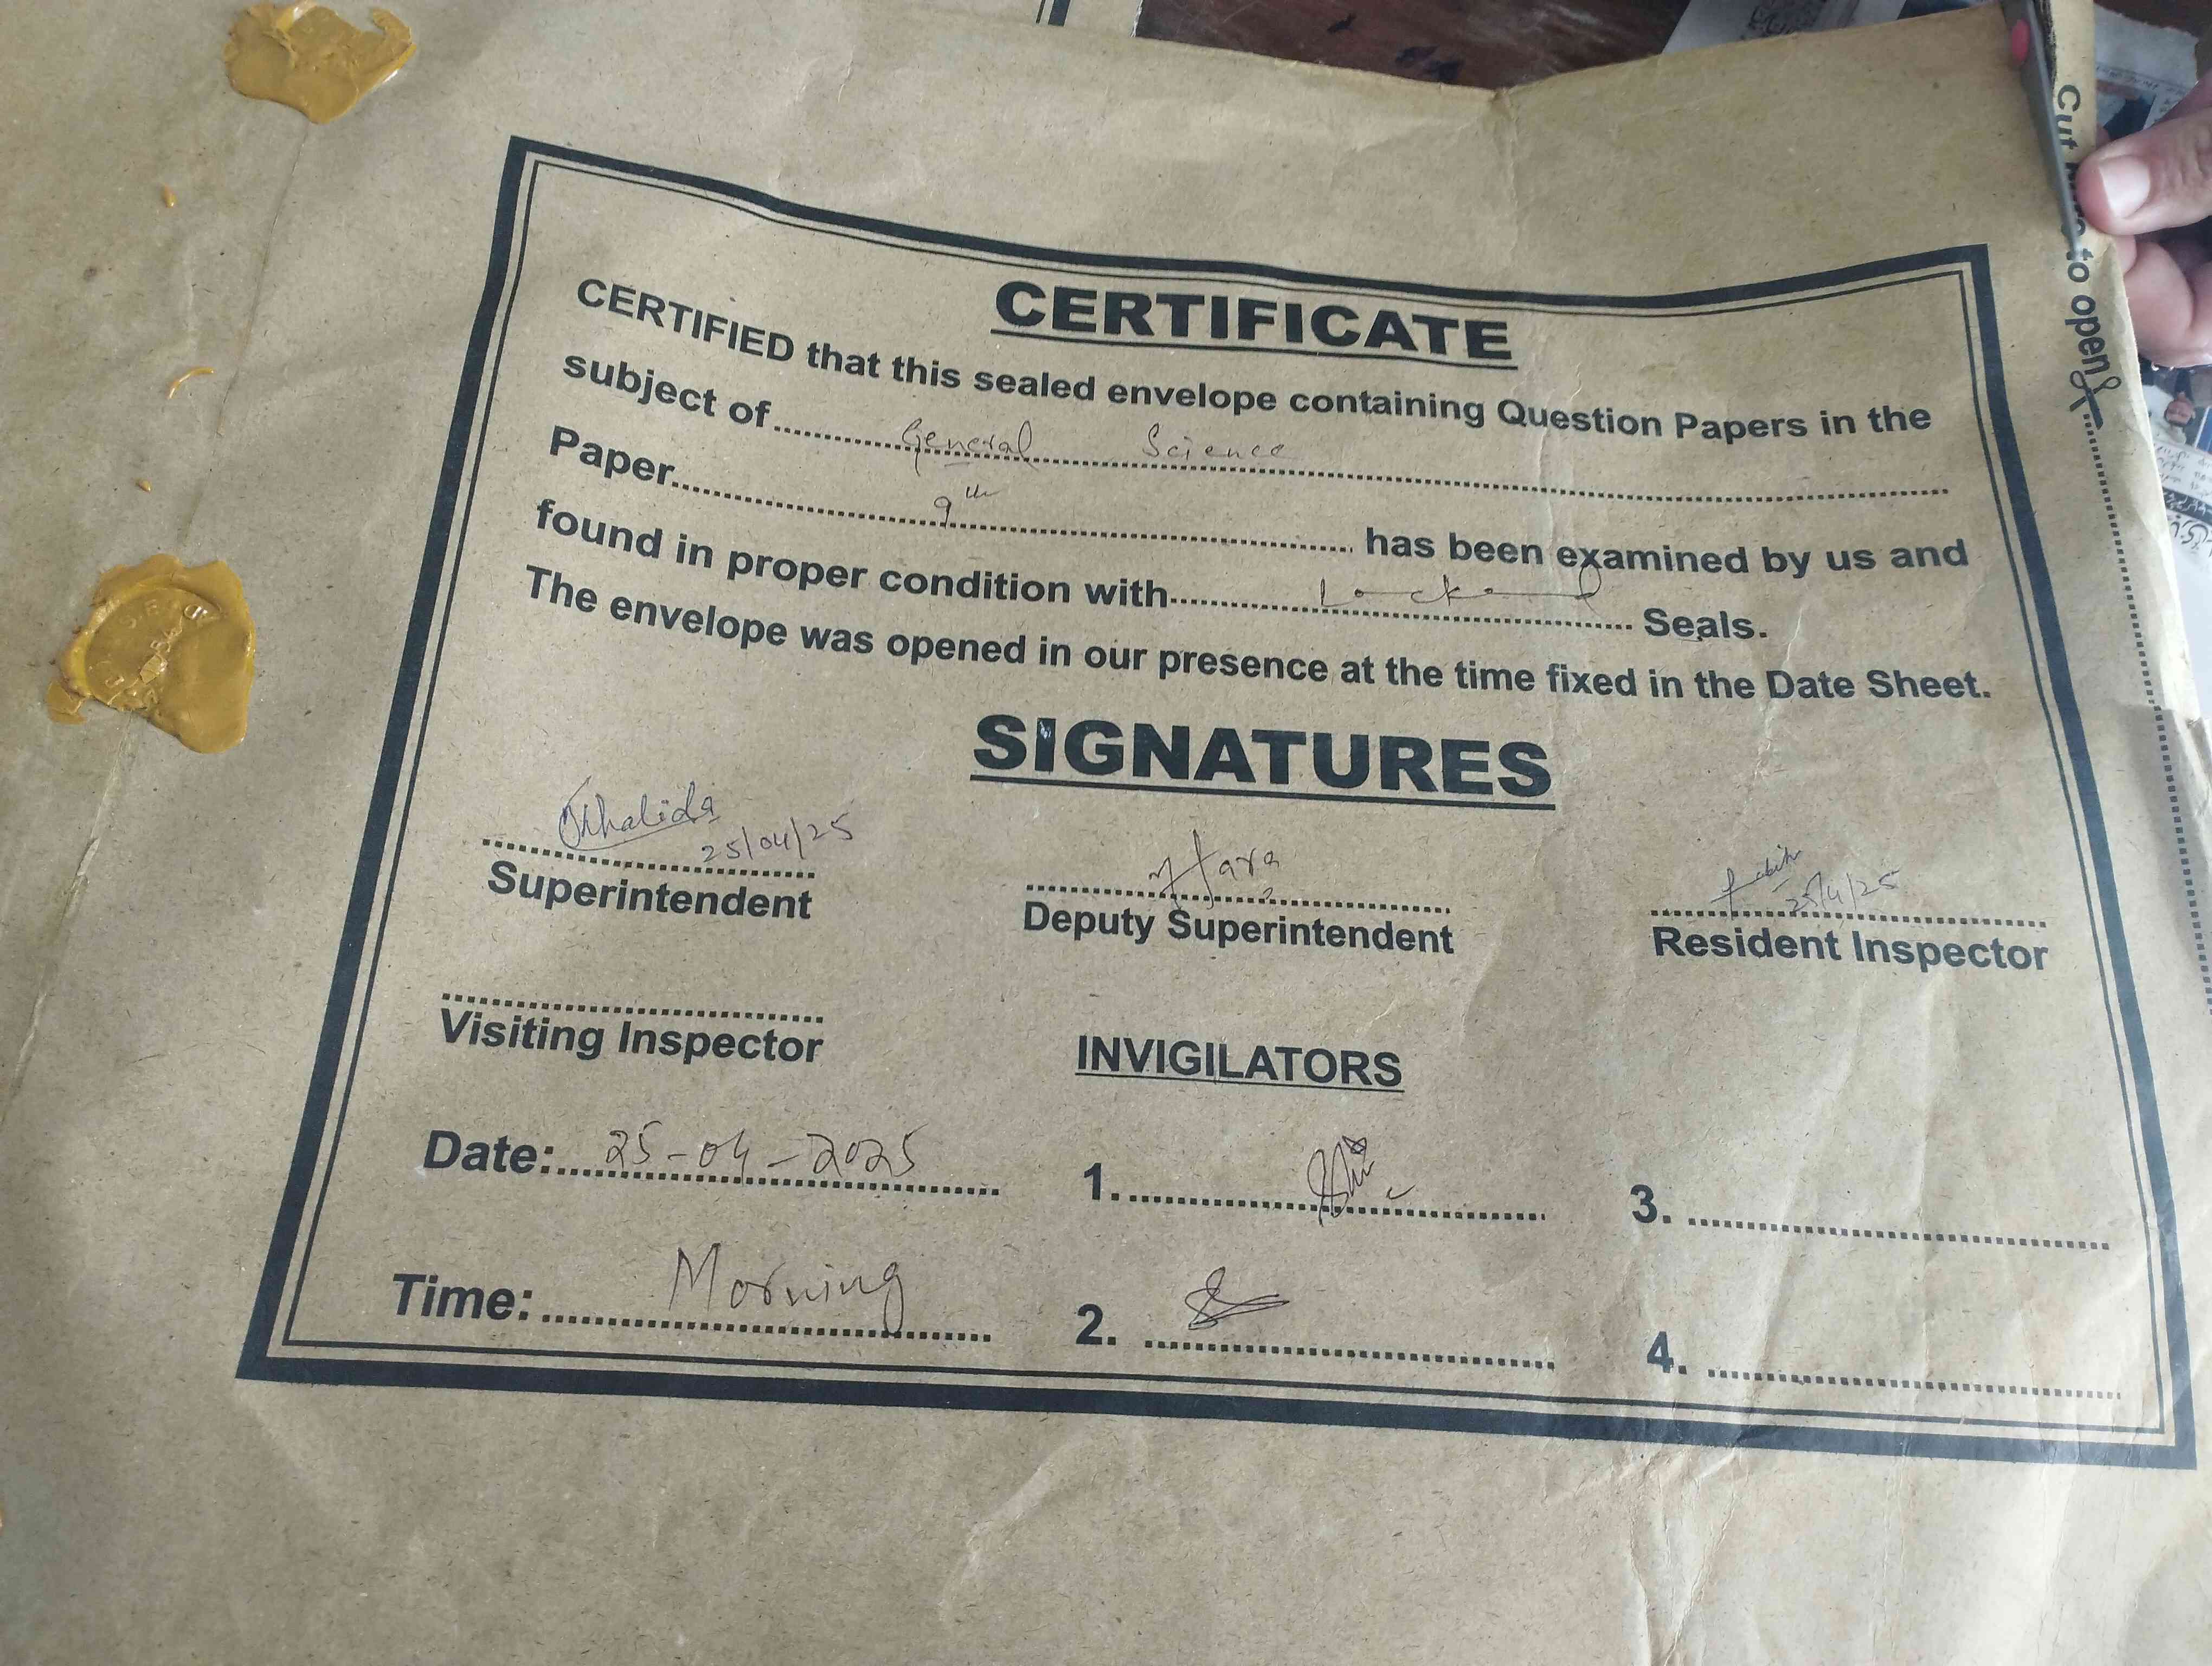 CERTIFICATE
CERTIFIED that this sealed envelope containing Question Papers in the
subject of General Science
Paper 9th has been examined by us and
found in proper condition with Locked Seals.
The envelope was opened in our presence at the time fixed in the Date Sheet.
SIGNATURES
Khalida
25/04/25
25/4/25
Superintendent Deputy Superintendent Resident Inspector
Visiting Inspector
INVIGILATORS
Date: 25-04-2025 1. 3.
Time: Morning 2. 4.
to open